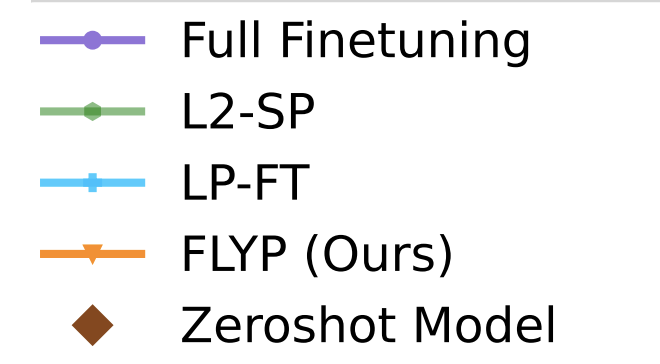 Full Finetuning
L2-SP
LP-FT
FLYP (Ours)
Zeroshot Model